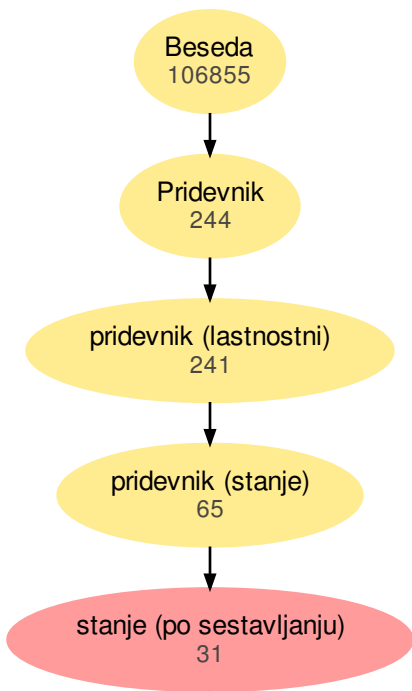 Beseda
106855
Pridevnik
244
pridevnik (lastnostni)
241
pridevnik (stanje)
65
stanje (po sestavljanju)
31